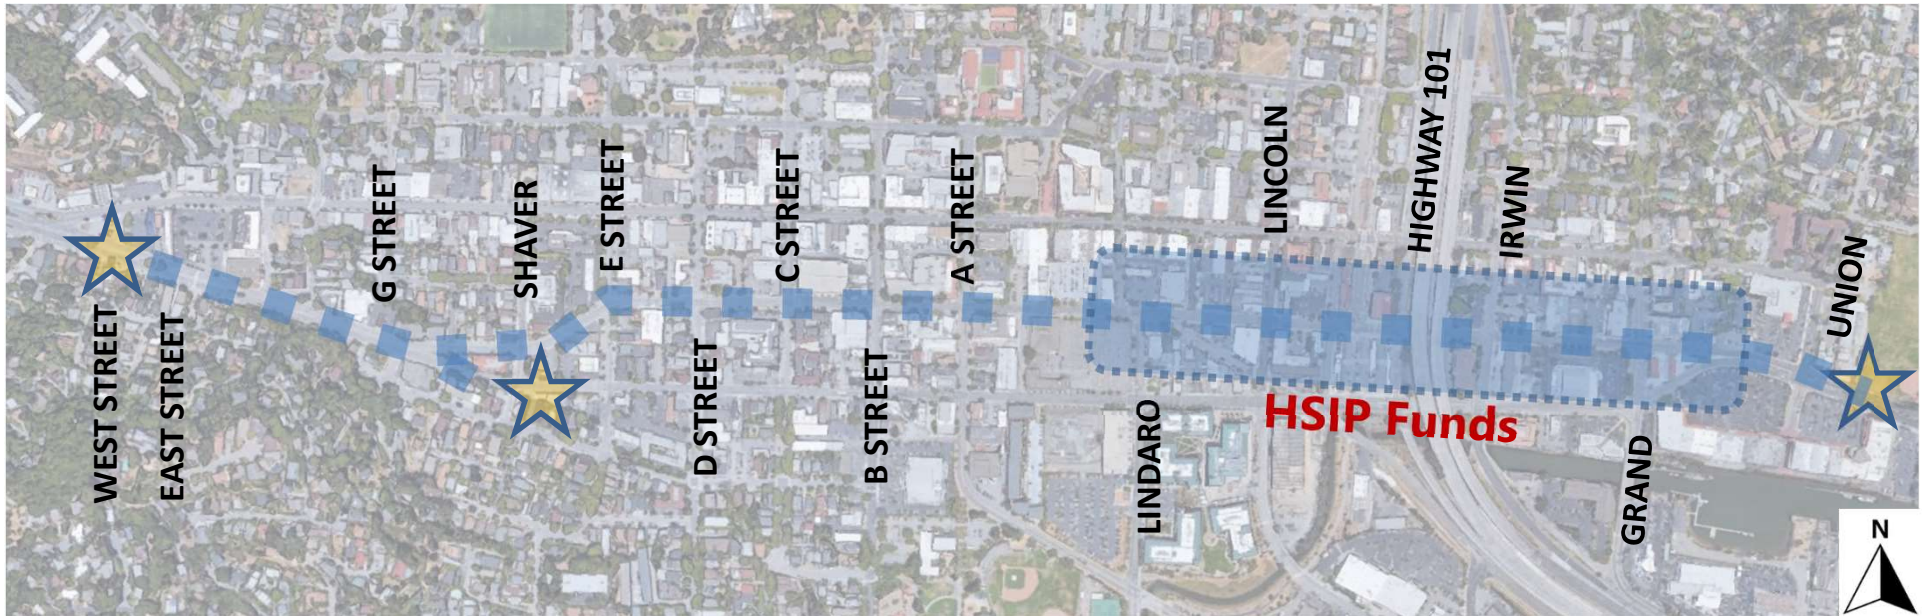 WEST STREET
EAST STREET
G STREET
SHAVER
E STREET
D STREET
C STREET
B STREET
A STREET
LINDARO
LINCOLN
HIGHWAY 101
IRWIN
HSIP Funds
GRAND
UNION
N